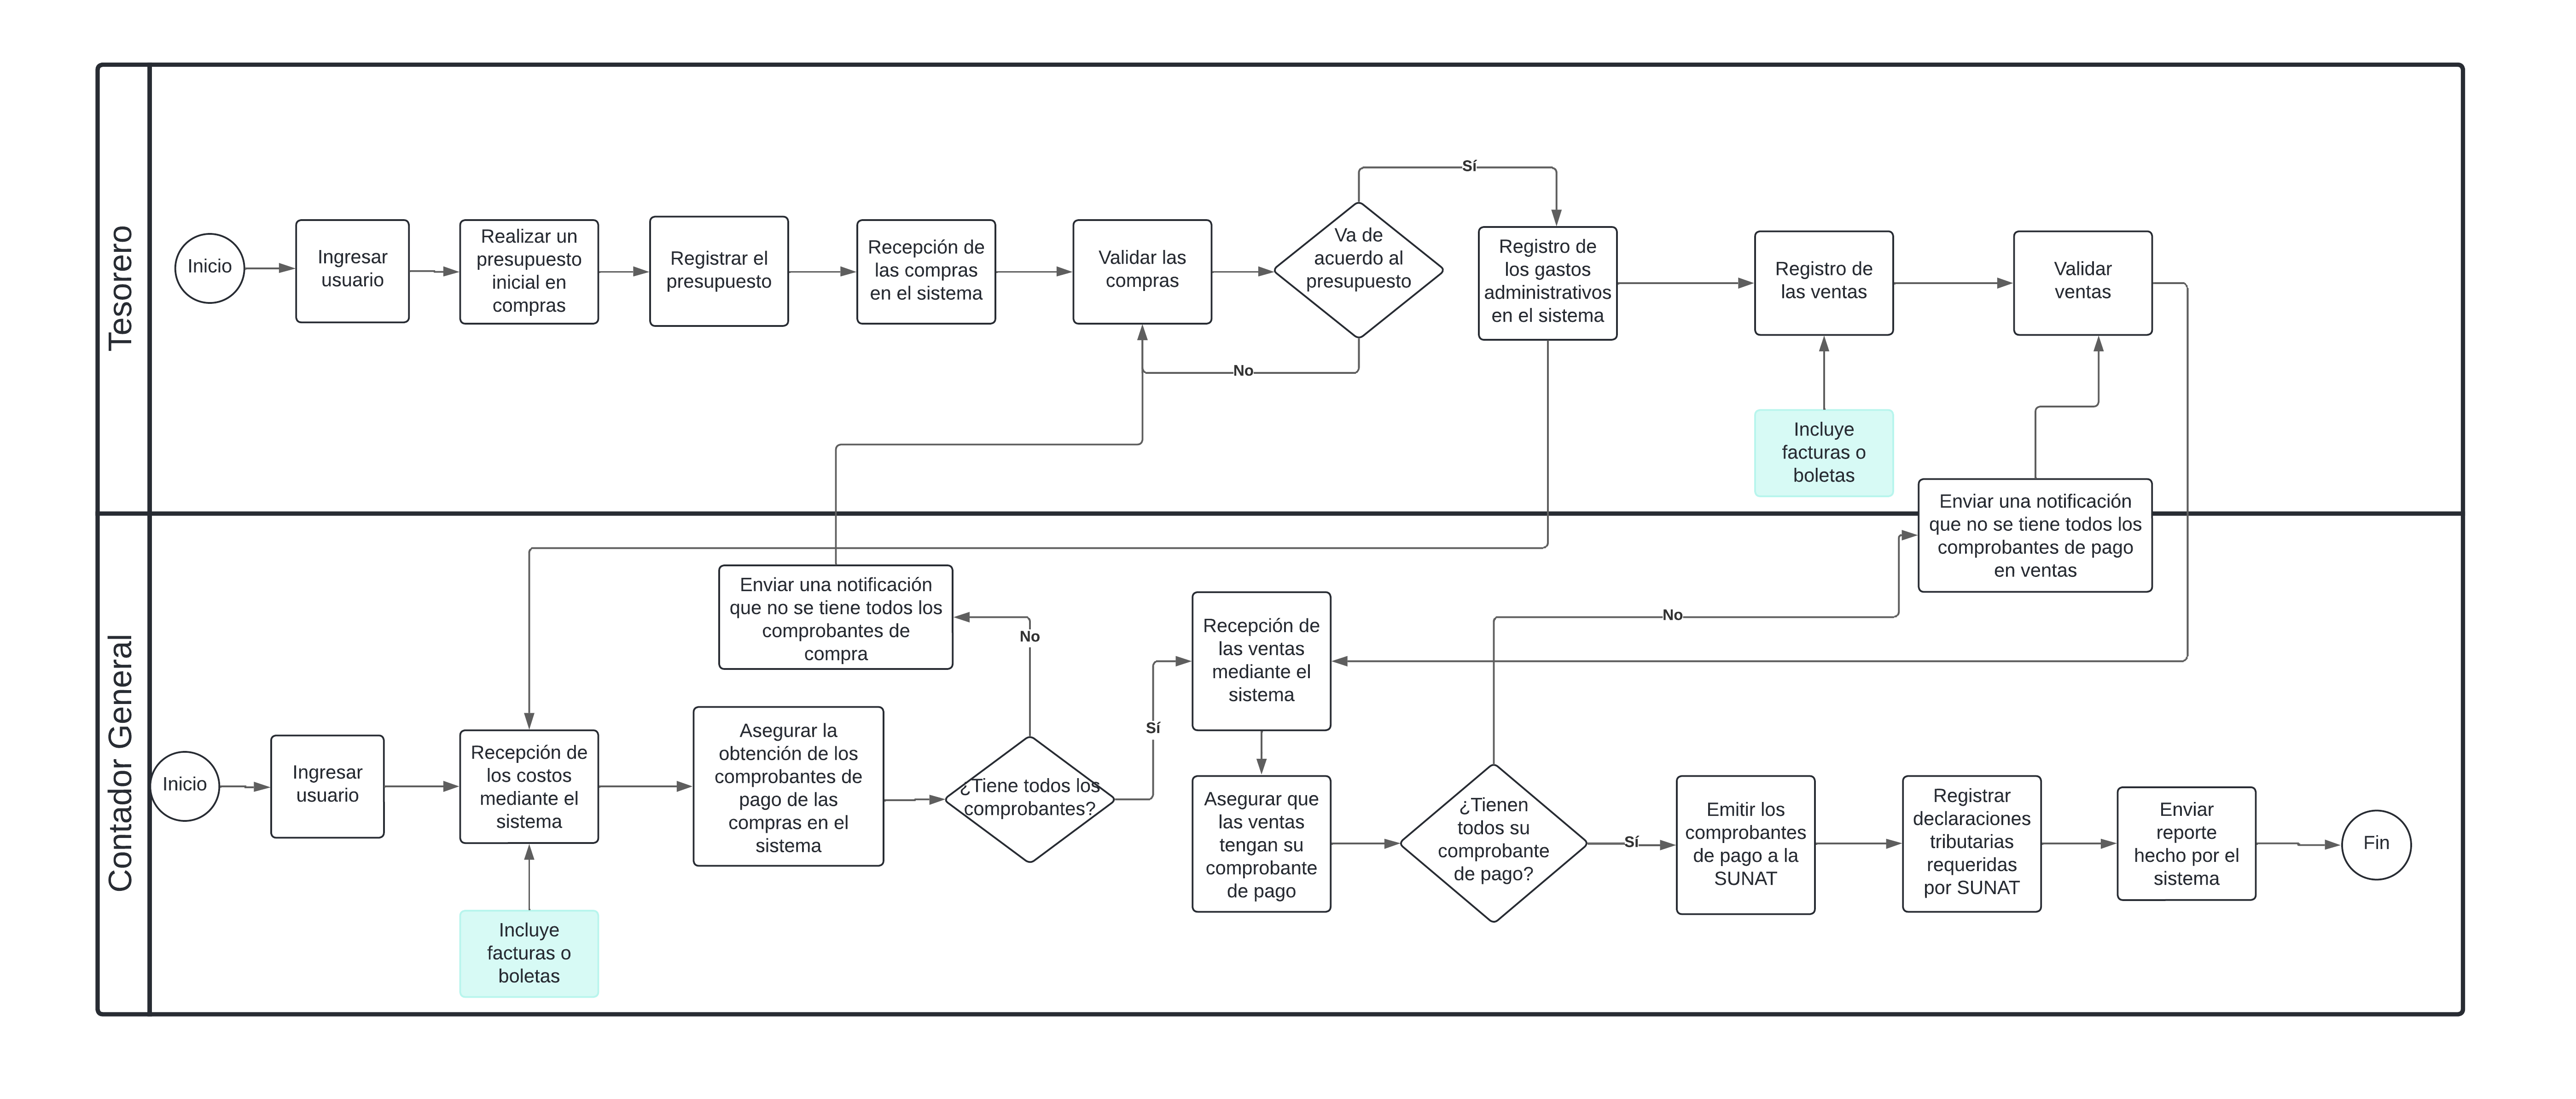 Tesorero
Inicio
Ingresar
usuario
Realizar un
presupuesto
inicial en
compras
Registrar el
presupuesto
Recepción de
las compras
en el sistema
Validar las
compras
Va de
acuerdo al
presupuesto
Sí
No
Registro de
los gastos
administrativos
en el sistema
Registro de
las ventas
Validar
ventas
Incluye
facturas o
boletas
Enviar una notificación
que no se tiene todos los
comprobantes de pago
en ventas
Contador General
Inicio
Ingresar
usuario
Recepción de
los costos
mediante el
sistema
Incluye
facturas o
boletas
Asegurar la
obtención de los
comprobantes de
pago de las
compras en el
sistema
Enviar una notificación
que no se tiene todos los
comprobantes de
compra
No
¿Tiene todos los
comprobantes?
Sí
Recepción de
las ventas
mediante el
sistema
Asegurar que
las ventas
tengan su
comprobante
de pago
¿Tienen
todos su
comprobante
de pago?
No
Sí
Emitir los
comprobantes
de pago a la
SUNAT
Registrar
declaraciones
tributarias
requeridas
por SUNAT
Enviar
reporte
hecho por el
sistema
Fin